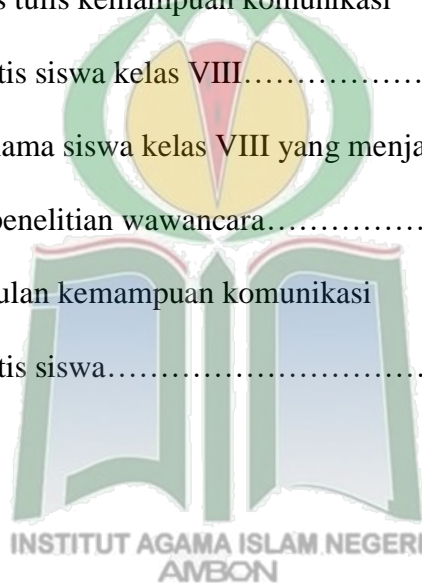 s tulis kemampuan komunikasi
tis siswa kelas VIII……………………
ama siswa kelas VIII yang menja
penelitian wawancara………………
ulan kemampuan komunikasi
tis siswa……………………………
INSTITUT AGAMA ISLAM NEGERI
AMBON